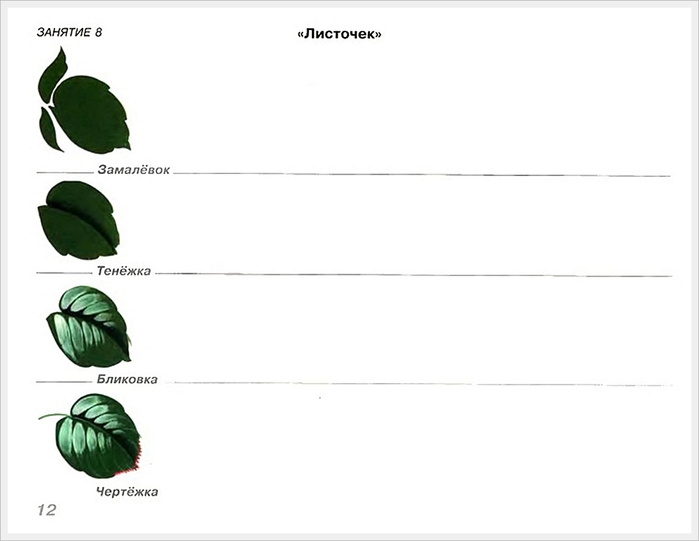 ЗАНЯТИЕ 8
«Листочек»
Замалёвок
Тенёжка
Бликовка
Чертёжка
12